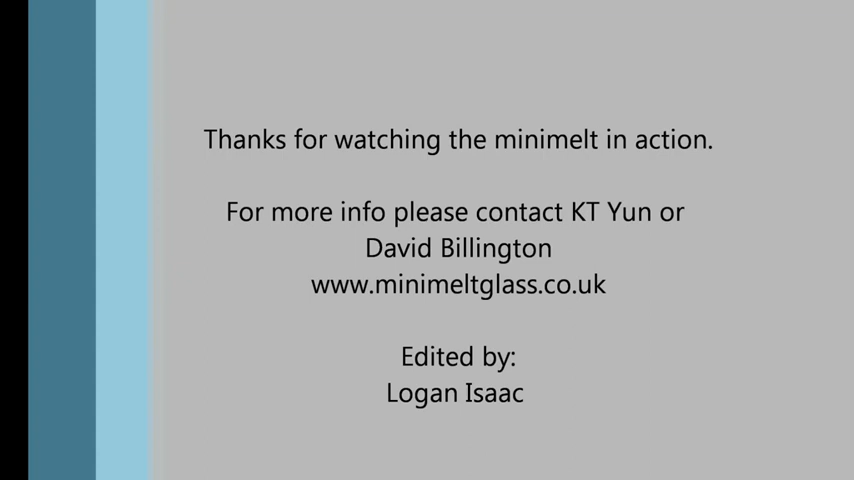 Thanks for watching the minimelt in action.
For more info please contact KT Yun or
David Billington
www.minimeltglass.co.uk
Edited by:
Logan Isaac